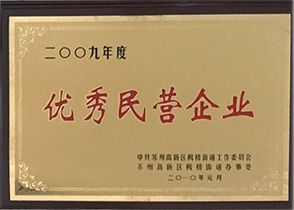 二〇〇九年度
优秀民营企业
中共苏州高新区枫桥街道工作委员会
苏州高新区枫桥街道办事处
二〇一〇年元月